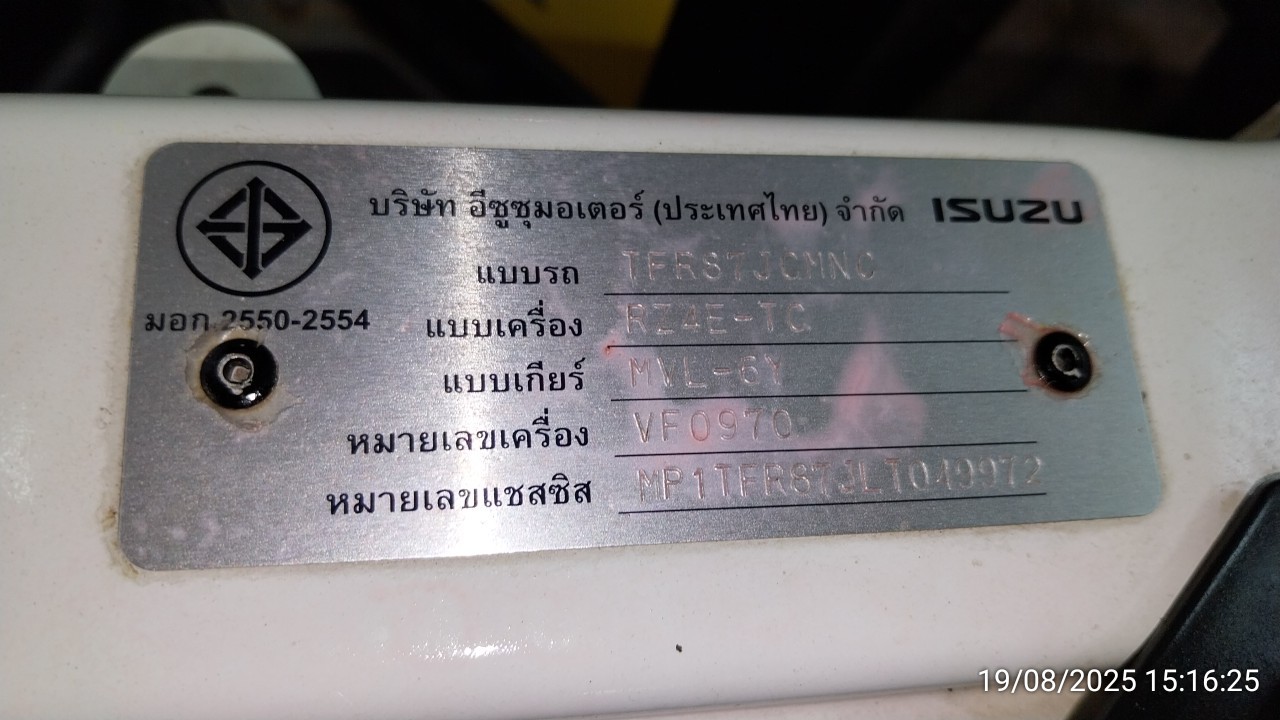 บริษัท อีซูซุมอเตอร์ (ประเทศไทย) จำกัด ISUZU
แบบรถ TFR87JCMNC
มอก 2550-2554
แบบเครื่อง RZ4E-TC
แบบเกียร์ MVL-6Y
หมายเลขเครื่อง VF0970
หมายเลขแชสซิส MP1TFR87JLT049972
19/08/2025 15:16:25